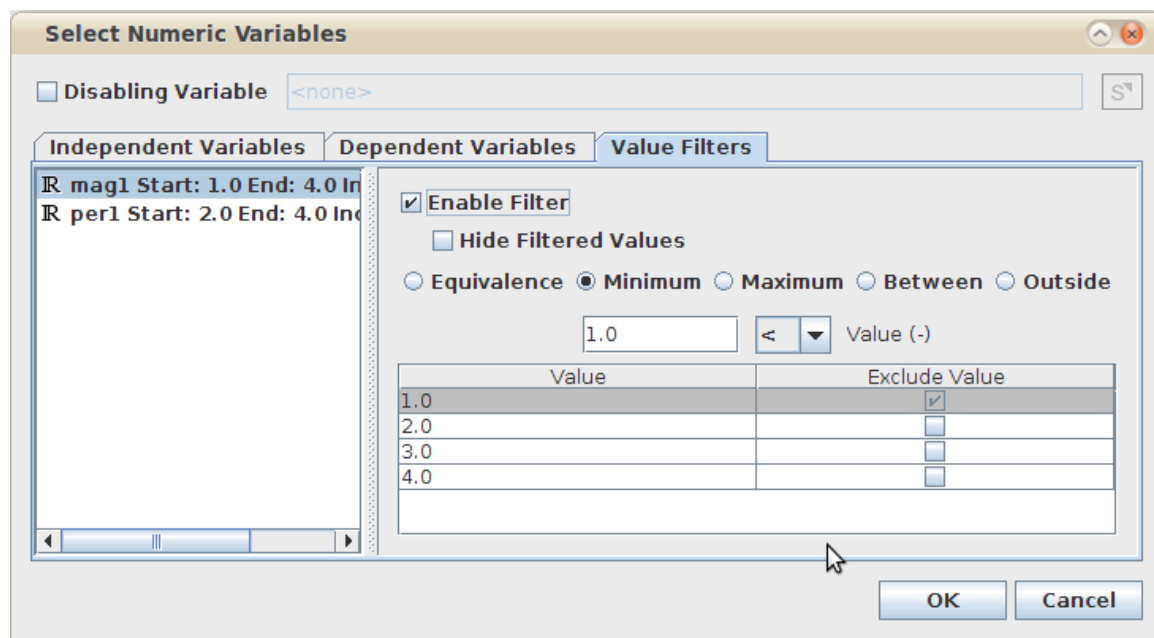 Select Numeric Variables
Disabling Variable <none> S
Independent Variables Dependent Variables Value Filters
ℝ mag1 Start: 1.0 End: 4.0 In
ℝ per1 Start: 2.0 End: 4.0 Inc
Enable Filter
Hide Filtered Values
Equivalence Minimum Maximum Between Outside
1.0 < Value (-)
Value Exclude Value
1.0
2.0
3.0
4.0
OK Cancel